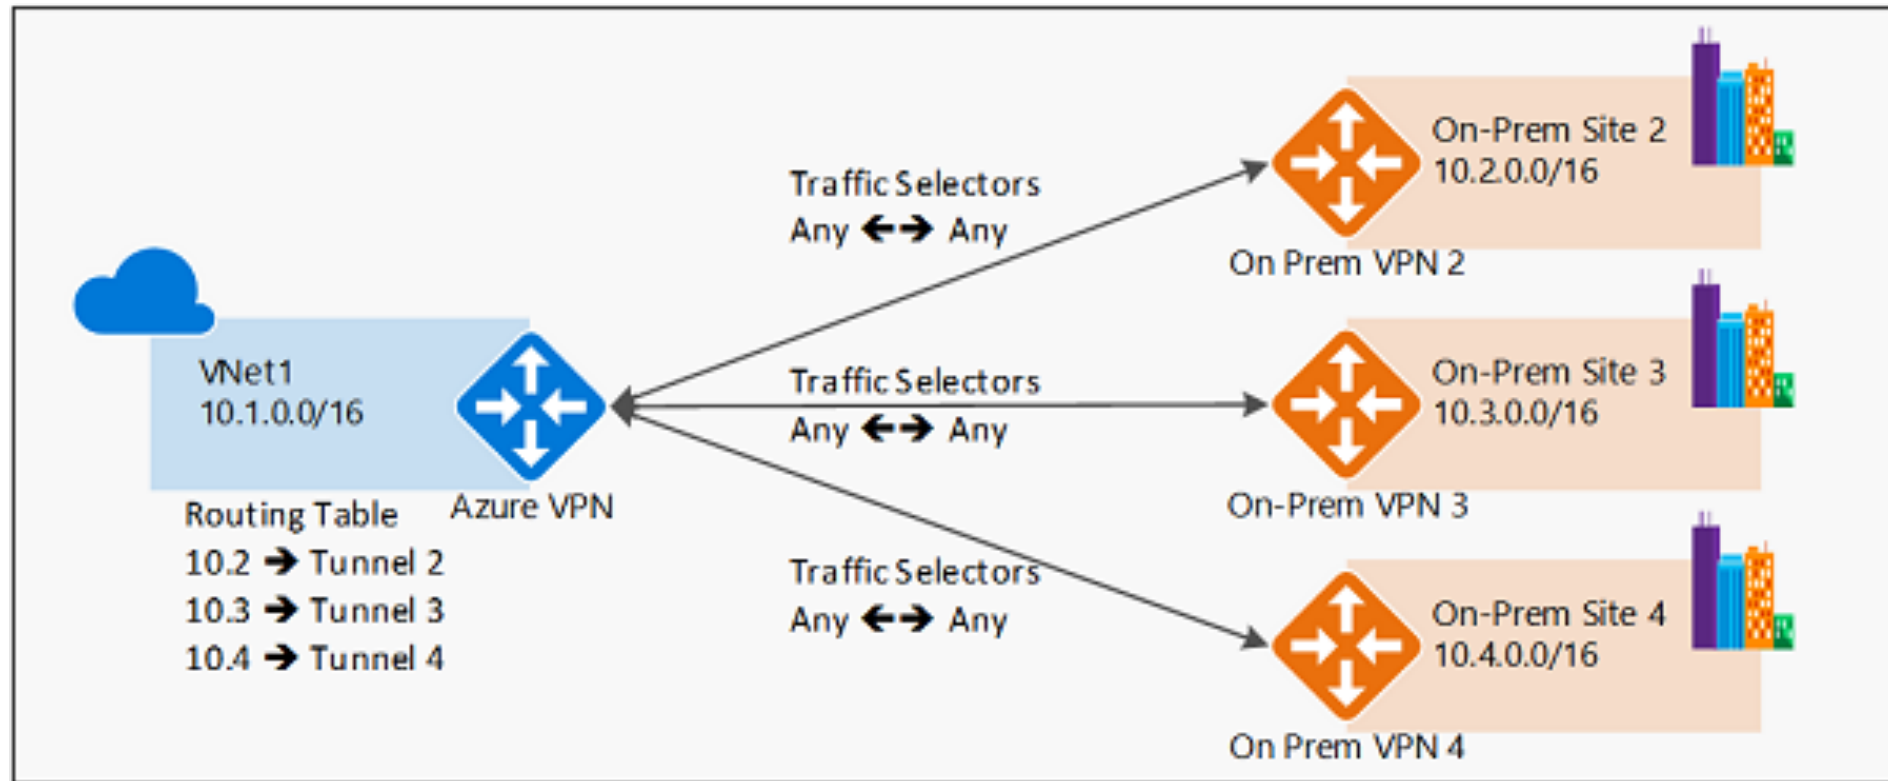 On-Prem Site 2
10.2.0.0/16
Traffic Selectors
Any 🡸🡺 Any
On Prem VPN 2
VNet1
10.1.0.0/16
Azure VPN
Traffic Selectors
Any 🡸🡺 Any
On-Prem Site 3
10.3.0.0/16
On-Prem VPN 3
Routing Table
10.2 🡺 Tunnel 2
10.3 🡺 Tunnel 3
10.4 🡺 Tunnel 4
Traffic Selectors
Any 🡸🡺 Any
On-Prem Site 4
10.4.0.0/16
On Prem VPN 4